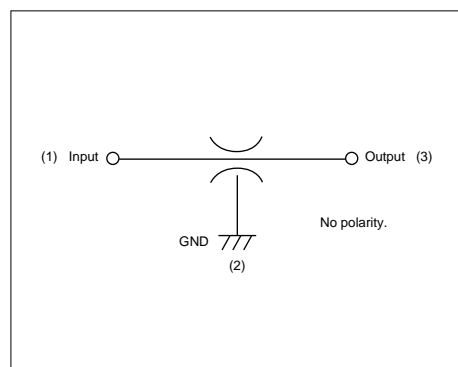 (1) Input Output (3)
No polarity.
GND
(2)